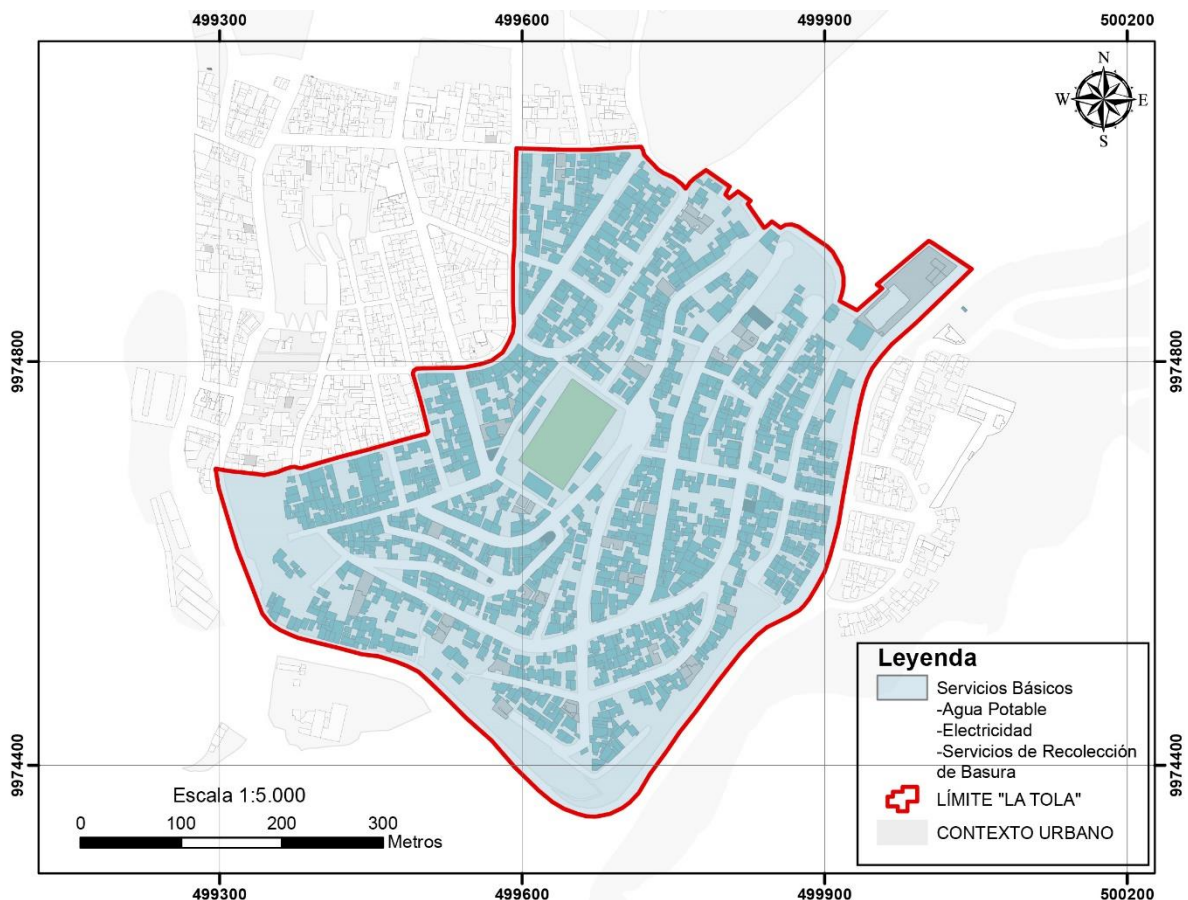 499300 499600 499900 500200
N
W E
S
9974800 9974800
Leyenda
Servicios Básicos
-Agua Potable
-Electricidad
-Servicios de Recolección
de Basura
LÍMITE "LA TOLA"
CONTEXTO URBANO
9974400 9974400
Escala 1:5.000
0 100 200 300
Metros
499300 499600 499900 500200